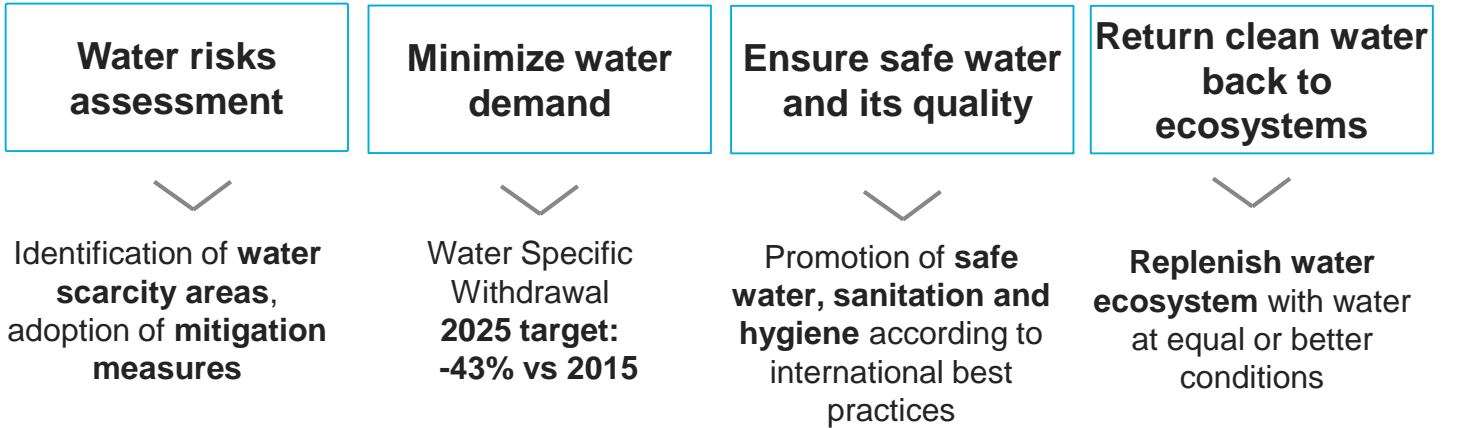 Water risks
assessment
Identification of water
scarcity areas,
adoption of mitigation
measures
Minimize water
demand
Water Specific
Withdrawal
2025 target:
-43% vs 2015
Ensure safe water
and its quality
Promotion of safe
water, sanitation and
hygiene according to
international best
practices
Return clean water
back to
ecosystems
Replenish water
ecosystem with water
at equal or better
conditions